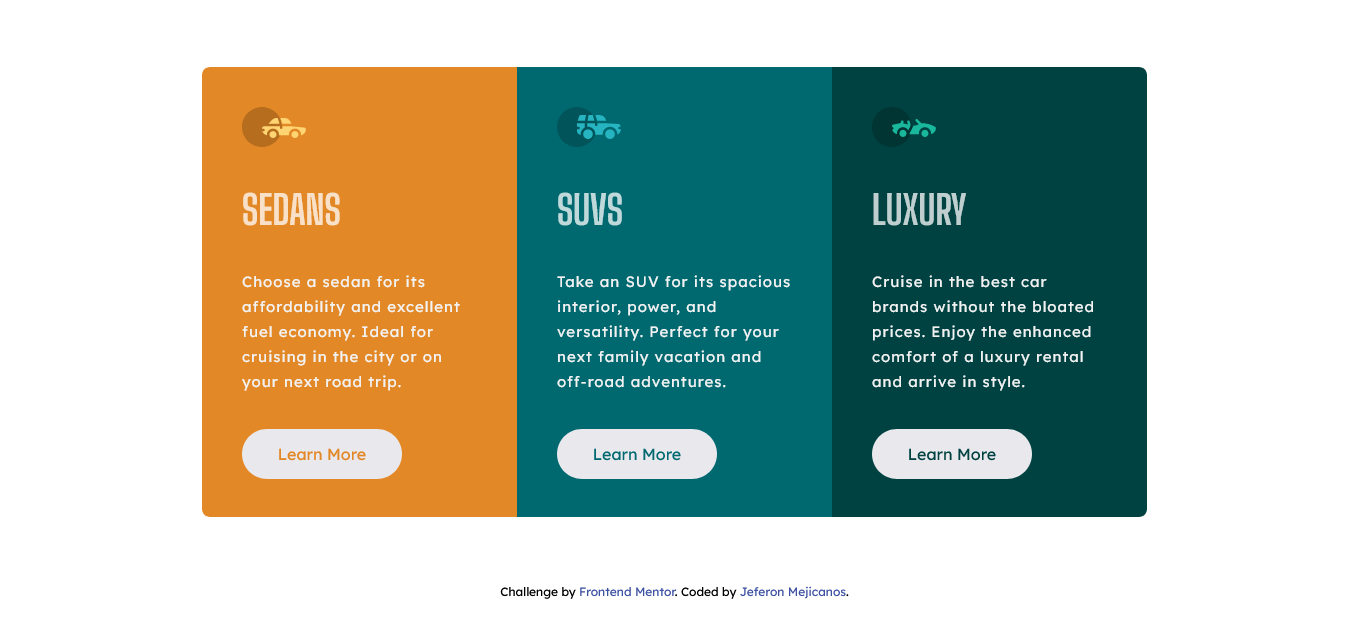 SEDANS
Choose a sedan for its
affordability and excellent
fuel economy. Ideal for
cruising in the city or on
your next road trip.
Learn More
SUVS
Take an SUV for its spacious
interior, power, and
versatility. Perfect for your
next family vacation and
off-road adventures.
Learn More
LUXURY
Cruise in the best car
brands without the bloated
prices. Enjoy the enhanced
comfort of a luxury rental
and arrive in style.
Learn More
Challenge by Frontend Mentor. Coded by Jeferon Mejicanos.